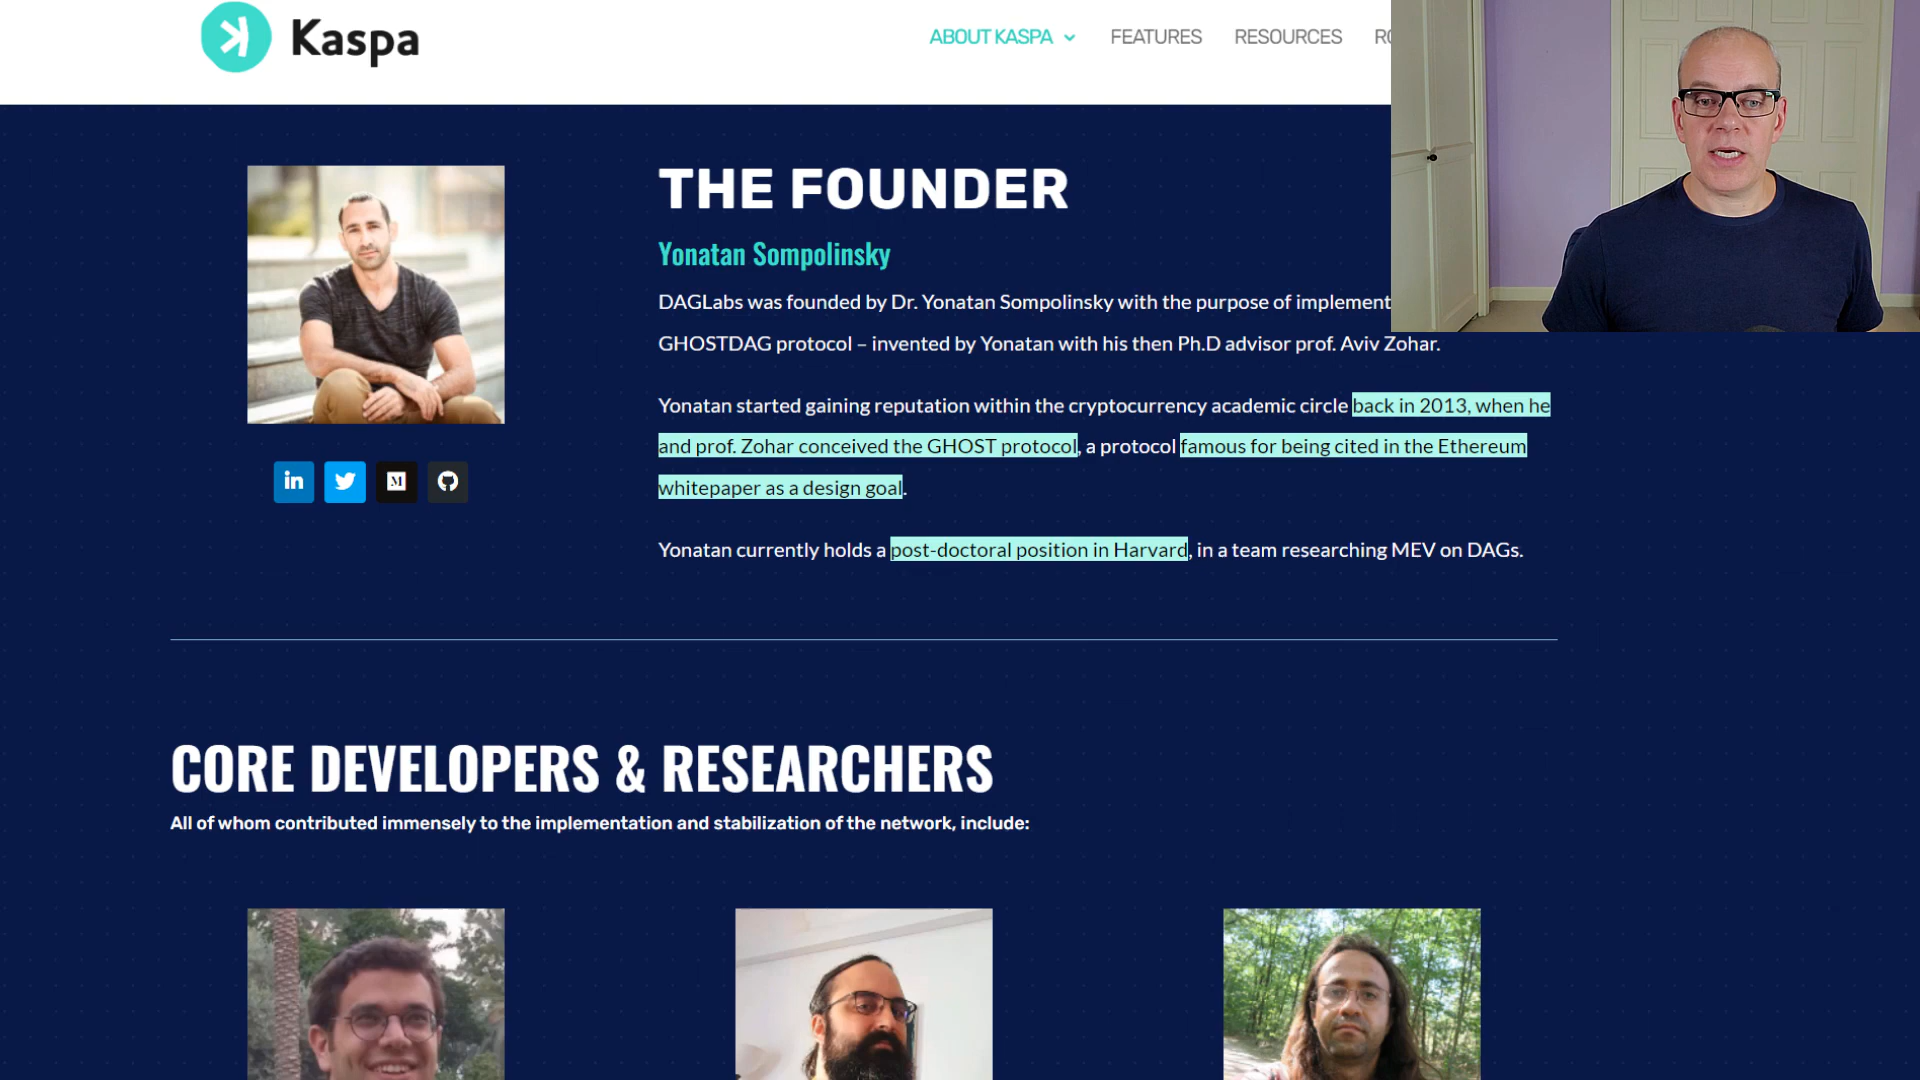 Kaspa
ABOUT KASPA
FEATURES
RESOURCES
THE FOUNDER
Yonatan Sompolinsky
DAGLabs was founded by Dr. Yonatan Sompolinsky with the purpose of implement
GHOSTDAG protocol – invented by Yonatan with his then Ph.D advisor prof. Aviv Zohar.
Yonatan started gaining reputation within the cryptocurrency academic circle back in 2013, when he
and prof. Zohar conceived the GHOST protocol, a protocol famous for being cited in the Ethereum
whitepaper as a design goal.
in
M
Yonatan currently holds a post-doctoral position in Harvard, in a team researching MEV on DAGs.
CORE DEVELOPERS & RESEARCHERS
All of whom contributed immensely to the implementation and stabilization of the network, include: